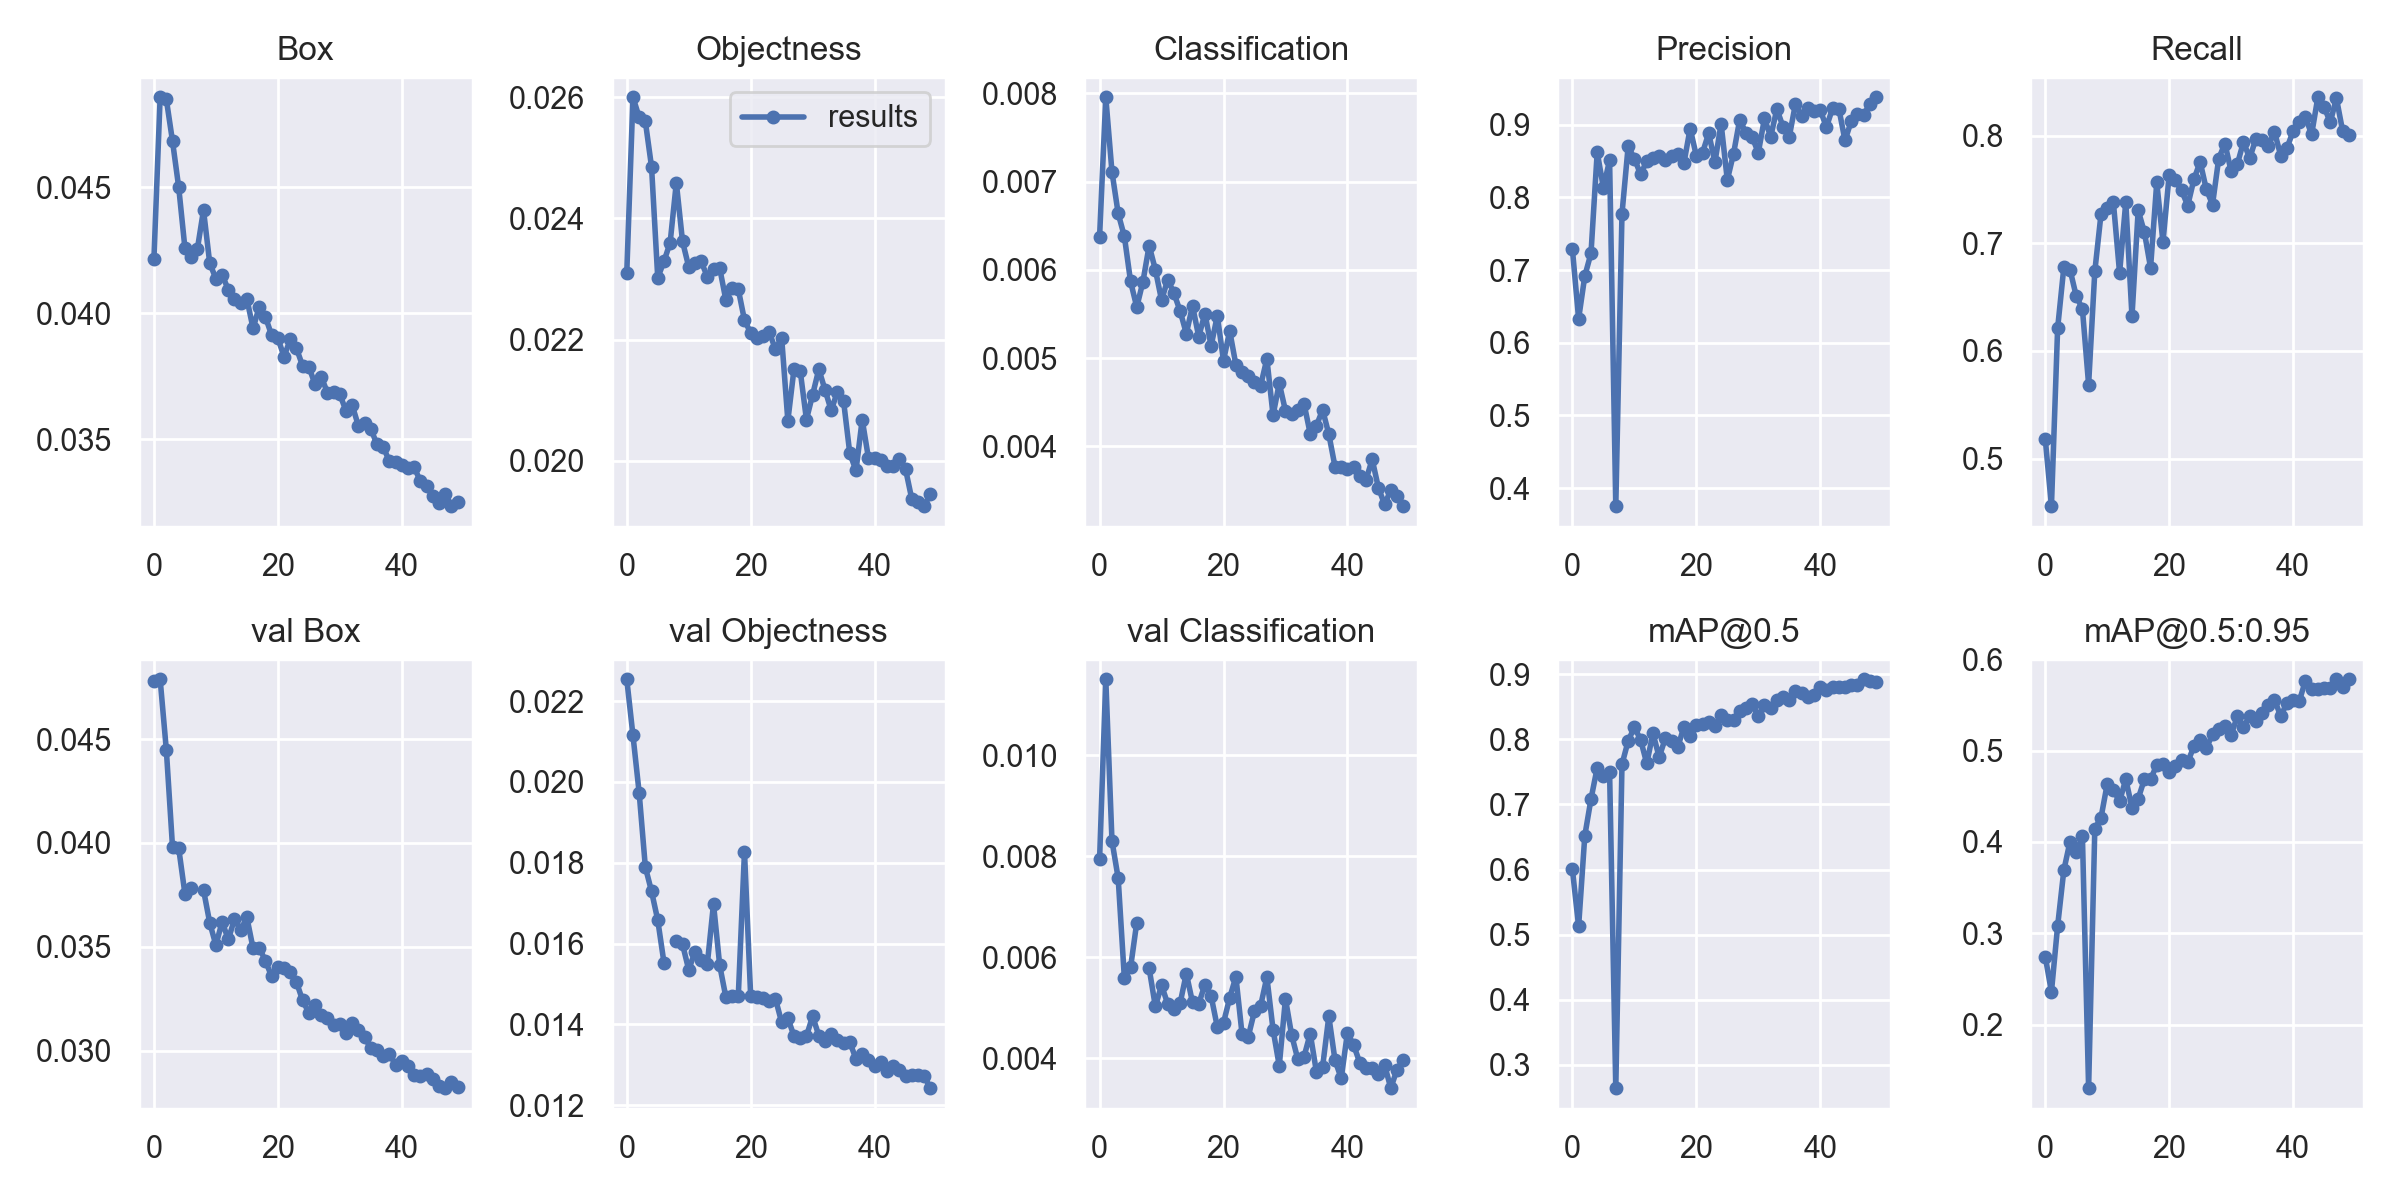 Box
0.045
0.040
0.035
0 20 40
Objectness
results
0.026
0.024
0.022
0.020
0 20 40
Classification
0.008
0.007
0.006
0.005
0.004
0 20 40
Precision
0.9
0.8
0.7
0.6
0.5
0.4
0 20 40
Recall
0.8
0.7
0.6
0.5
0 20 40
val Box
0.045
0.040
0.035
0.030
0 20 40
val Objectness
0.022
0.020
0.018
0.016
0.014
0.012
0 20 40
val Classification
0.010
0.008
0.006
0.004
0 20 40
mAP@0.5
0.9
0.8
0.7
0.6
0.5
0.4
0.3
0 20 40
mAP@0.5:0.95
0.6
0.5
0.4
0.3
0.2
0 20 40